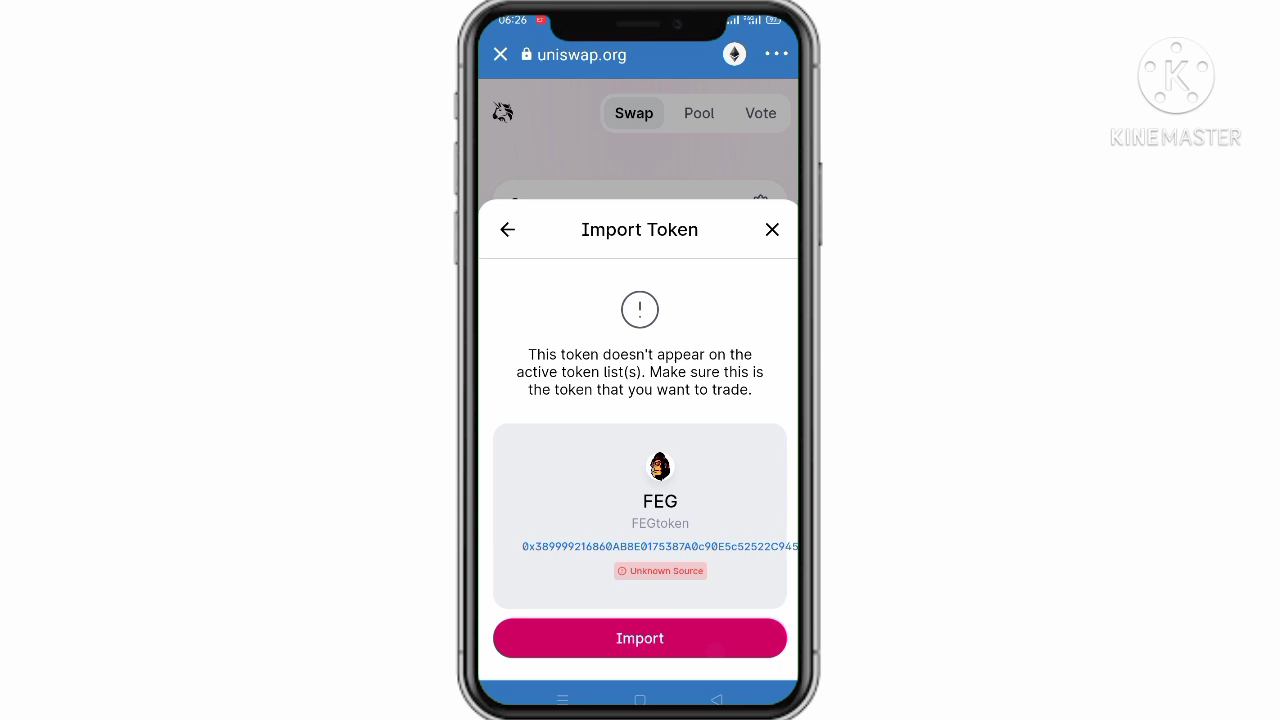 06:26
uniswap.org
Swap Pool Vote
K
KINEMASTER
Import Token
This token doesn't appear on the
active token list(s). Make sure this is
the token that you want to trade.
FEG
FEGtoken
0x389999216860AB8E0175387A0c90E5c52522C945
Unknown Source
Import